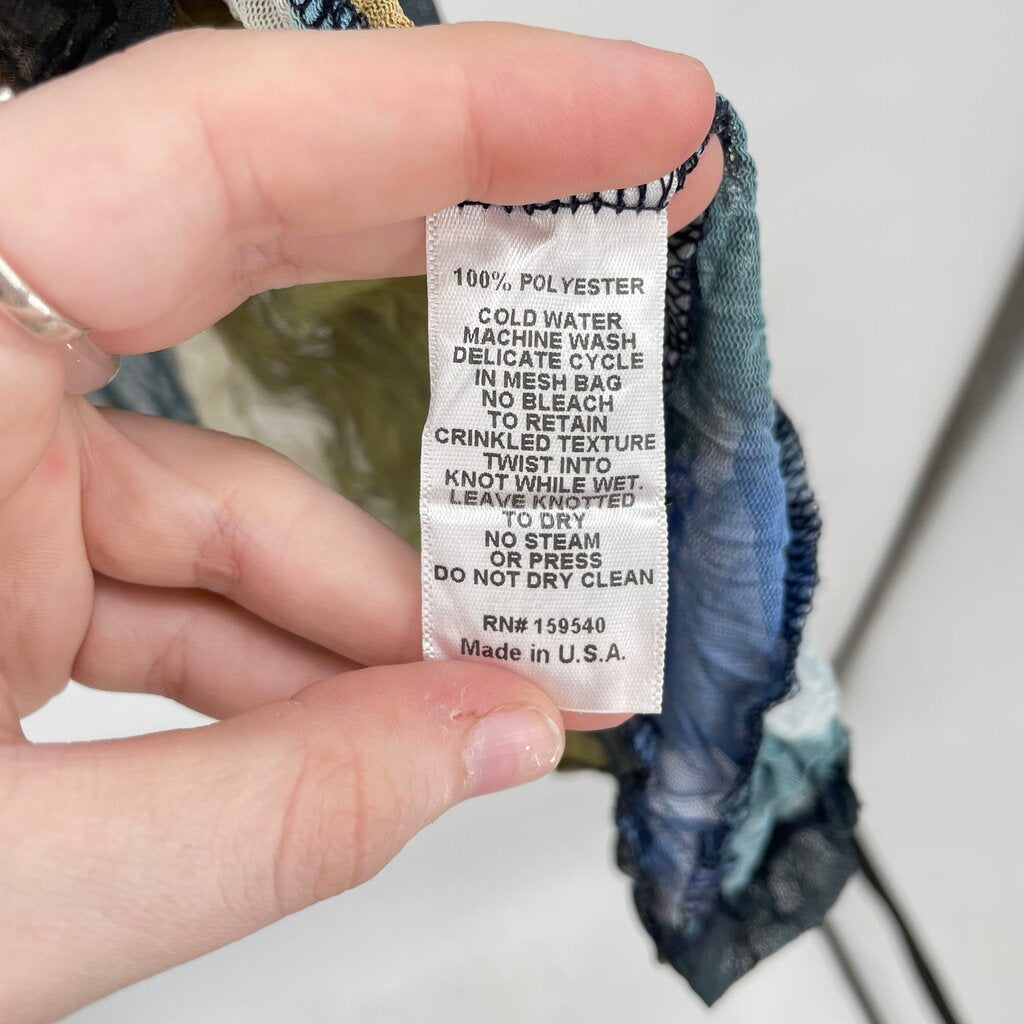 100% POLYESTER
COLD WATER
MACHINE WASH
DELICATE CYCLE
IN MESH BAG
NO BLEACH
TO RETAIN
CRINKLED TEXTURE
TWIST INTO
KNOT WHILE WET.
LEAVE KNOTTED
TO DRY
NO STEAM
OR PRESS
DO NOT DRY CLEAN
RN# 159540
Made in U.S.A.